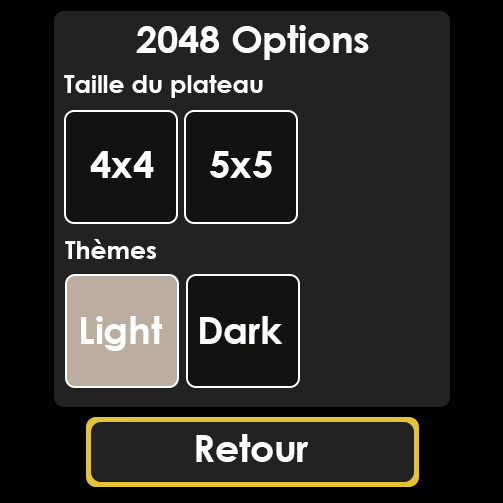 2048 Options
Taille du plateau
4x4 5x5
Thèmes
Light Dark
Retour